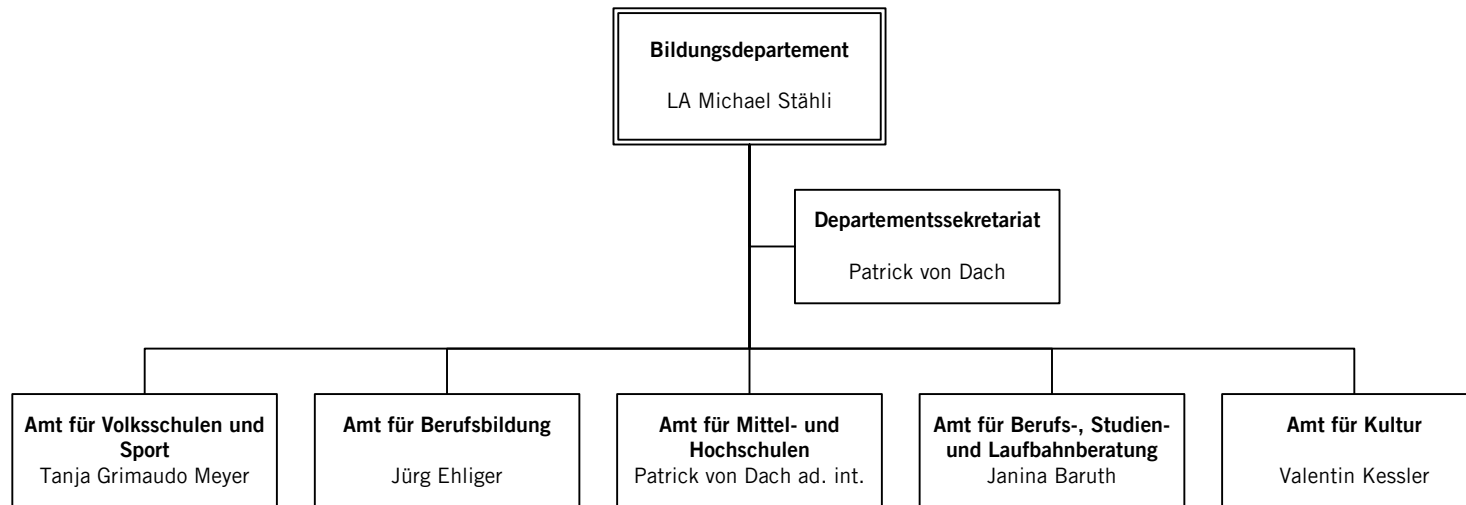 Bildungsdepartement
LA Michael Stähli
Departementssekretariat
Patrick von Dach
Amt für Volksschulen und
Sport
Tanja Grimaudo Meyer
Amt für Berufsbildung
Jürg Ehliger
Amt für Mittel- und
Hochschulen
Patrick von Dach ad. int.
Amt für Berufs-, Studien-
und Laufbahnberatung
Janina Baruth
Amt für Kultur
Valentin Kessler